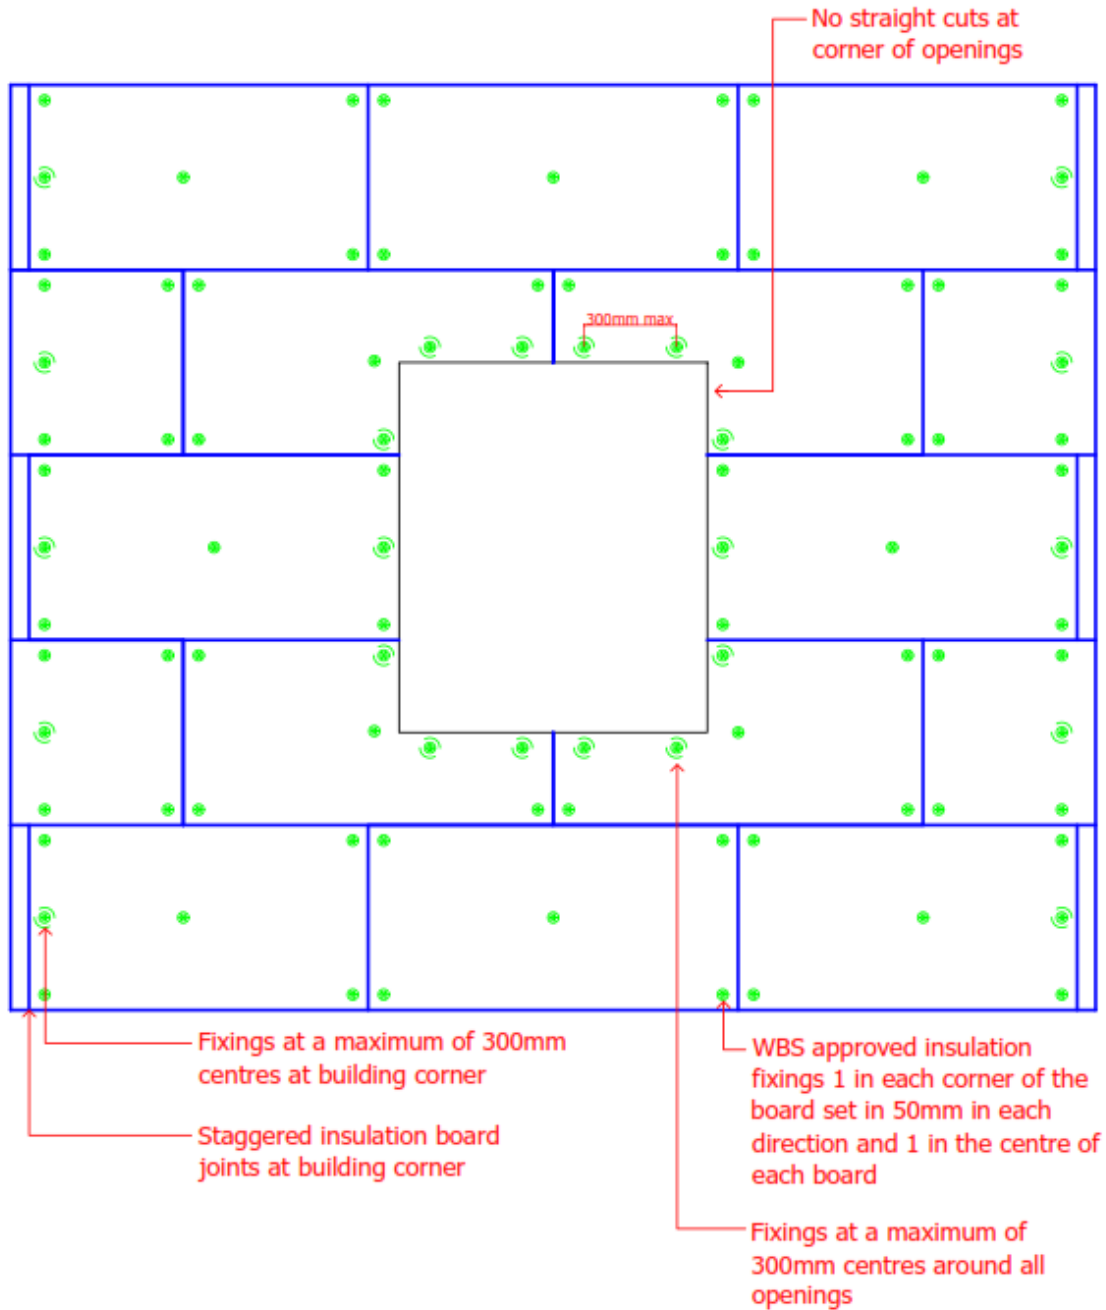 No straight cuts at
corner of openings
300mm max
Fixings at a maximum of 300mm
centres at building corner
Staggered insulation board
joints at building corner
WBS approved insulation
fixings 1 in each corner of the
board set in 50mm in each
direction and 1 in the centre of
each board
Fixings at a maximum of
300mm centres around all
openings